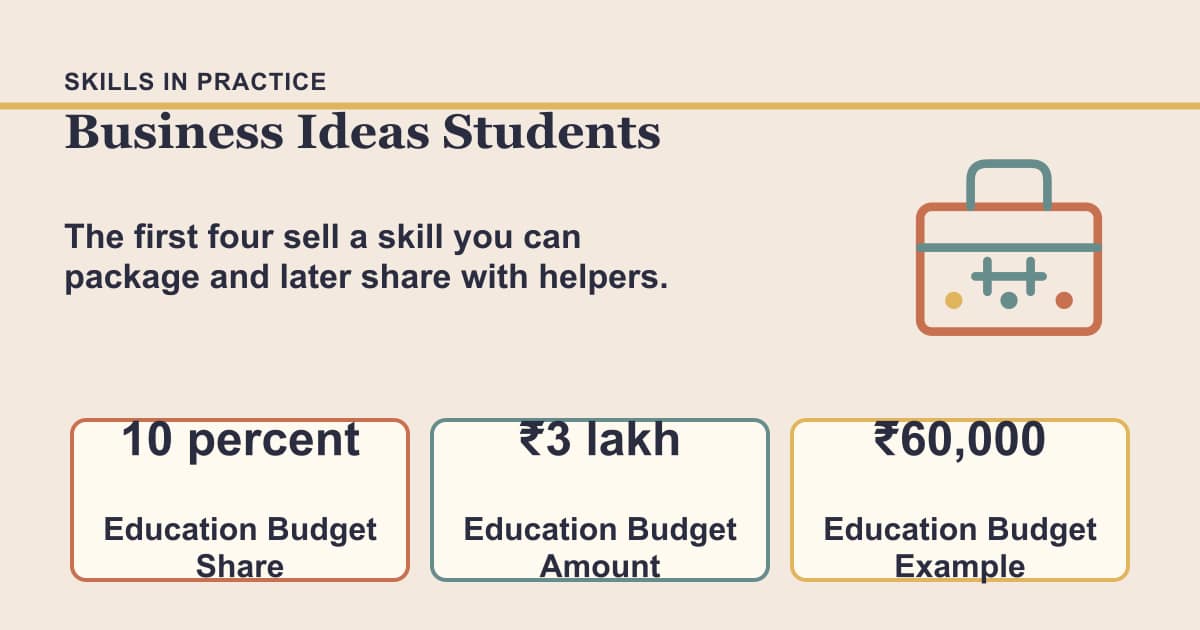 SKILLS IN PRACTICE
Business Ideas Students
The first four sell a skill you can
package and later share with helpers.
10 percent
Education Budget
Share
₹3 lakh
Education Budget
Amount
₹60,000
Education Budget
Example